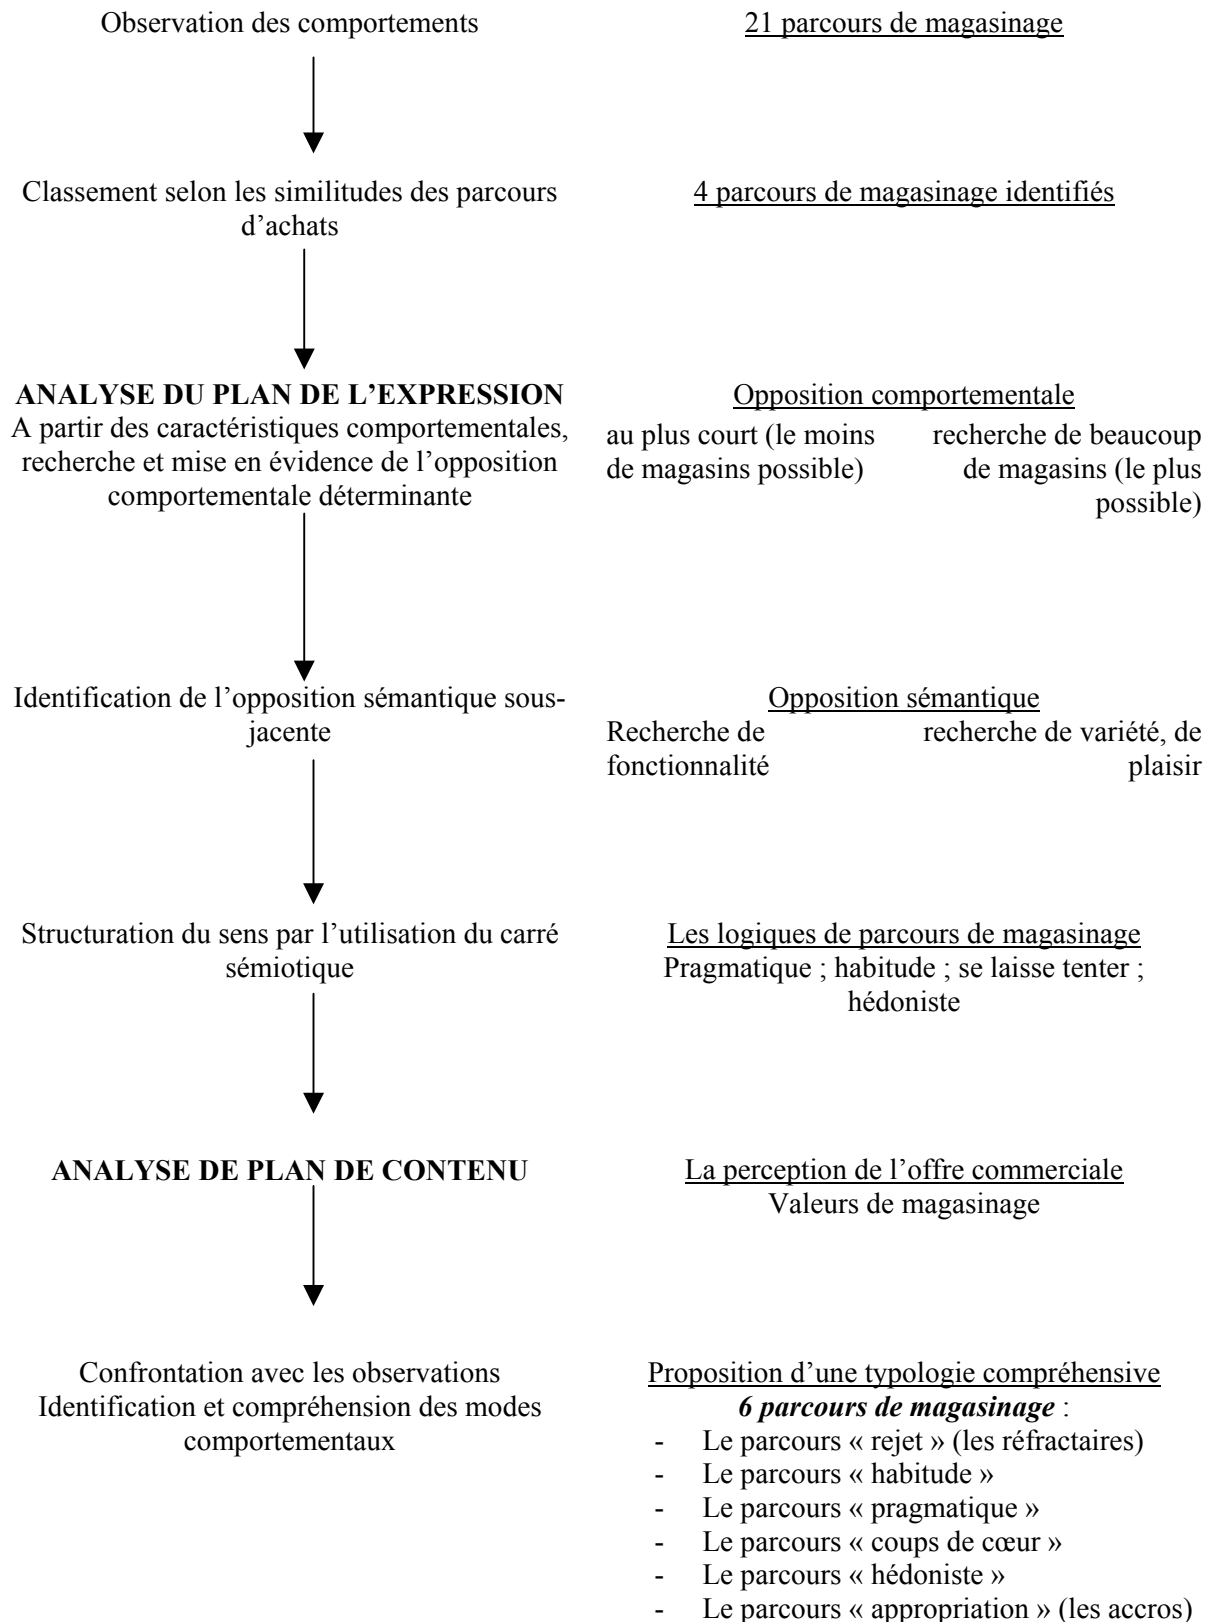 Observation des comportements
21 parcours de magasinage
Classement selon les similitudes des parcours
d’achats
4 parcours de magasinage identifiés
ANALYSE DU PLAN DE L’EXPRESSION
A partir des caractéristiques comportementales,
recherche et mise en évidence de l’opposition
comportementale déterminante
Opposition comportementale
au plus court (le moins
de magasins possible)
recherche de beaucoup
de magasins (le plus
possible)
Identification de l’opposition sémantique sous-
jacente
Opposition sémantique
Recherche de
fonctionnalité
recherche de variété, de
plaisir
Structuration du sens par l’utilisation du carré
sémiotique
Les logiques de parcours de magasinage
Pragmatique ; habitude ; se laisse tenter ;
hédoniste
ANALYSE DE PLAN DE CONTENU
La perception de l’offre commerciale
Valeurs de magasinage
Confrontation avec les observations
Identification et compréhension des modes
comportementaux
Proposition d’une typologie compréhensive
6 parcours de magasinage :
- Le parcours « rejet » (les réfractaires)
- Le parcours « habitude »
- Le parcours « pragmatique »
- Le parcours « coups de cœur »
- Le parcours « hédoniste »
- Le parcours « appropriation » (les accros)